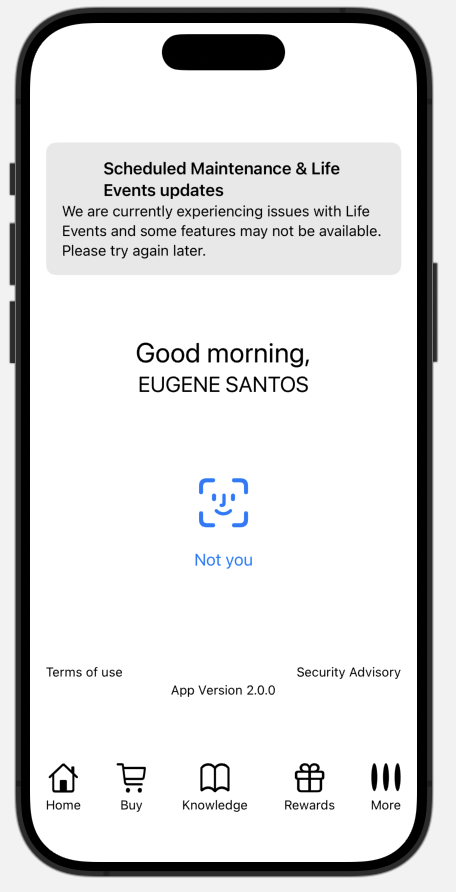 Scheduled Maintenance & Life
Events updates
We are currently experiencing issues with Life
Events and some features may not be available.
Please try again later.
Good morning,
EUGENE SANTOS
Not you
Terms of use
Security Advisory
App Version 2.0.0
Home
Buy
Knowledge
Rewards
More